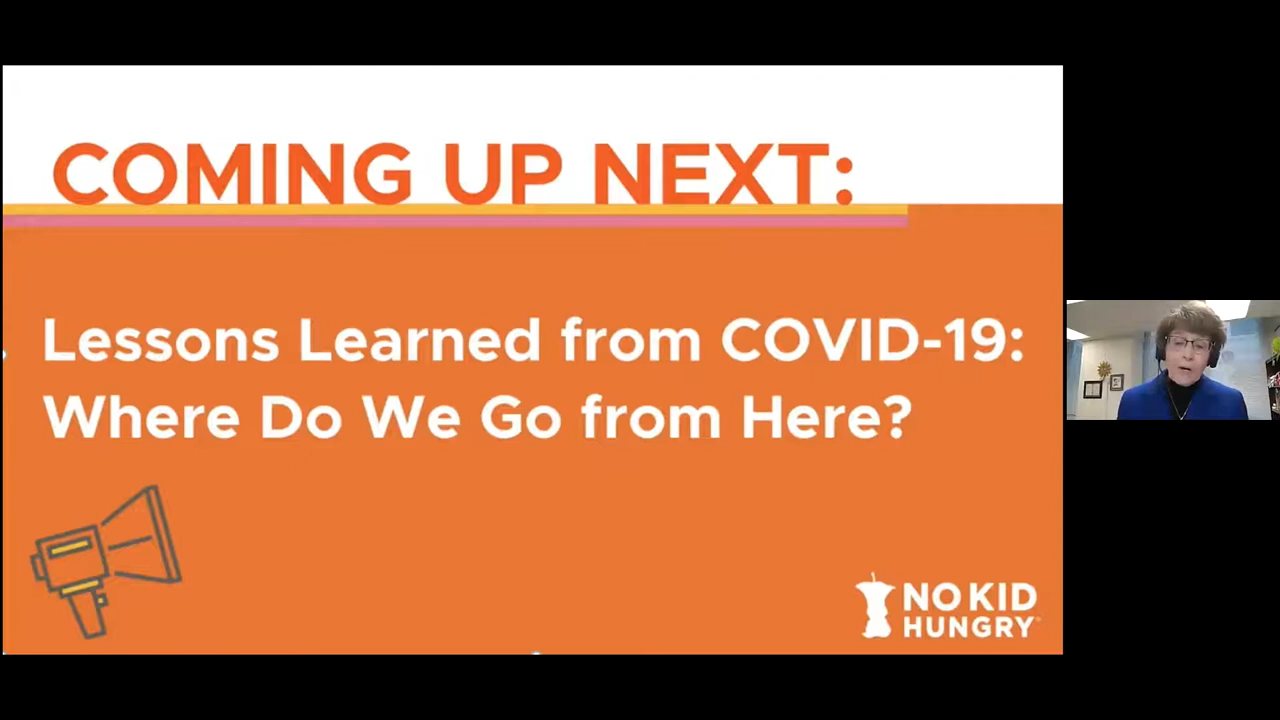 COMING UP NEXT:
Lessons Learned from COVID-19:
Where Do We Go from Here?
NO KID
HUNGRY